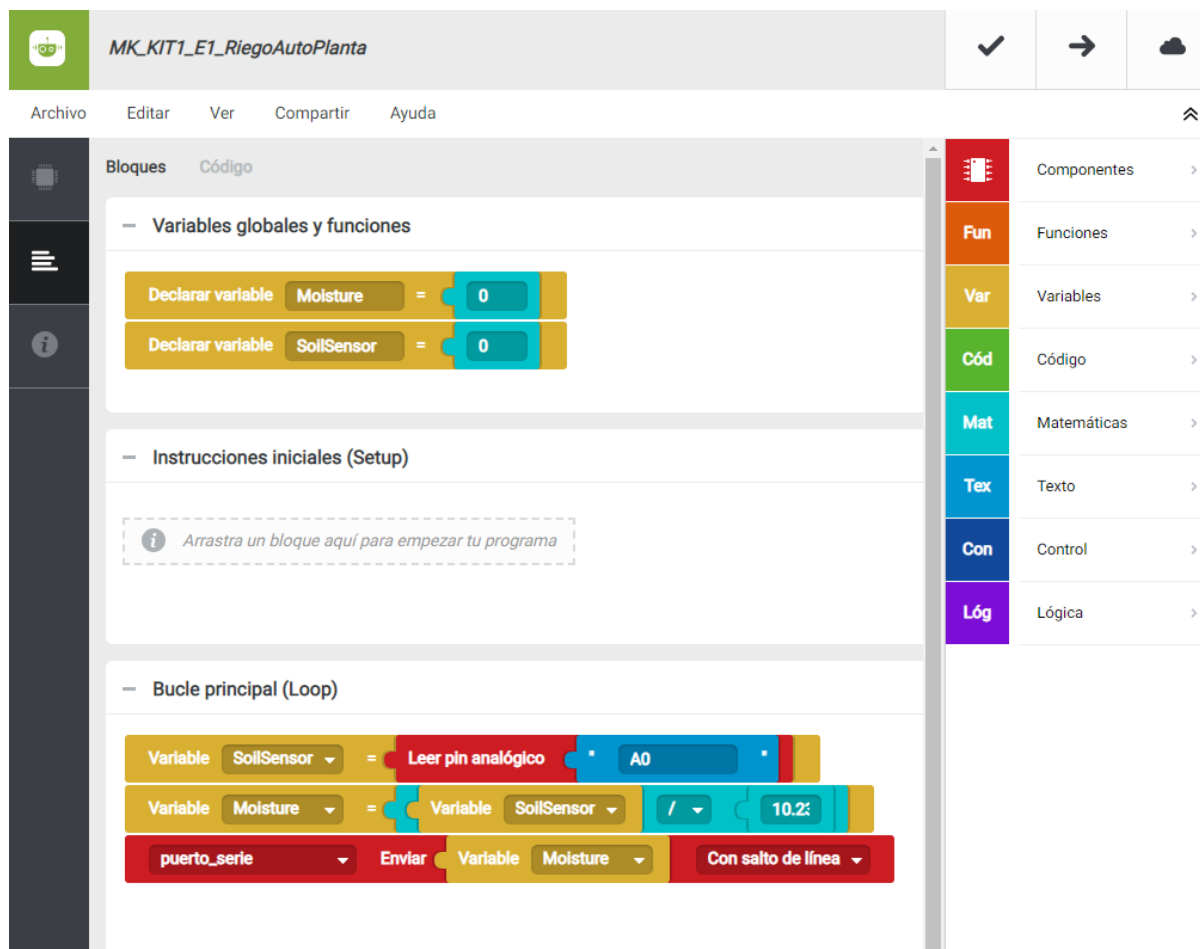 MK_KIT1_E1_RiegoAutoPlanta
Archivo Editar Ver Compartir Ayuda
Bloques Código
Variables globales y funciones
Declarar variable Moisture = 0
Declarar variable SoilSensor = 0
Instrucciones iniciales (Setup)
Arrastra un bloque aquí para empezar tu programa
Bucle principal (Loop)
Variable SoilSensor = Leer pin analógico " A0 "
Variable Moisture = Variable SoilSensor / 10.23
puerto_serie Enviar Variable Moisture Con salto de línea
Componentes
Fun Funciones
Var Variables
Cód Código
Mat Matemáticas
Tex Texto
Con Control
Lóg Lógica